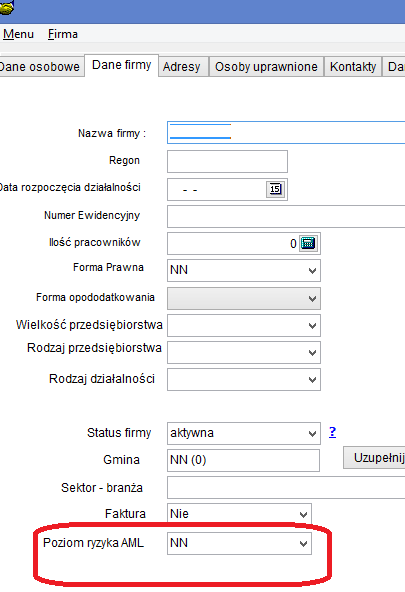 Menu Firma
Dane osobowe Dane firmy Adresy Osoby uprawnione Kontakty
Nazwa firmy :
Regon
Data rozpoczęcia działalności - - 15
Numer Ewidencyjny
Ilość pracowników 0
Forma Prawna NN
Forma opododatkowania
Wielkość przedsiębiorstwa
Rodzaj przedsiębiorstwa
Rodzaj działalności
Status firmy aktywna ?
Gmina NN (0) Uzupełnij
Sektor - branża
Faktura Nie
Poziom ryzyka AML NN